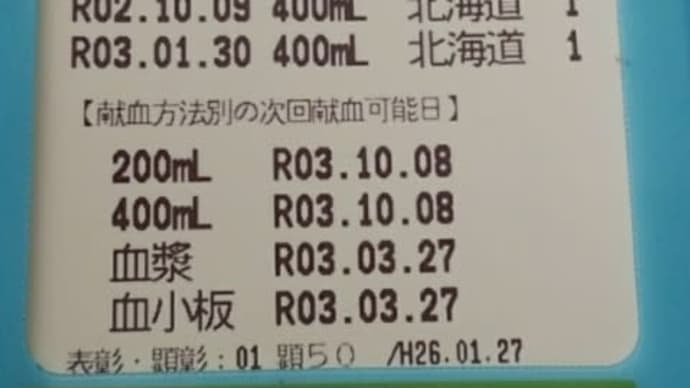 R02.10.09 400mL 北海道 1
R03.01.30 400mL 北海道 1
【献血方法別の次回献血可能日】
200mL R03.10.08
400mL R03.10.08
血漿 R03.03.27
血小板 R03.03.27
表彰・顕彰:01 顕50 /H26.01.27